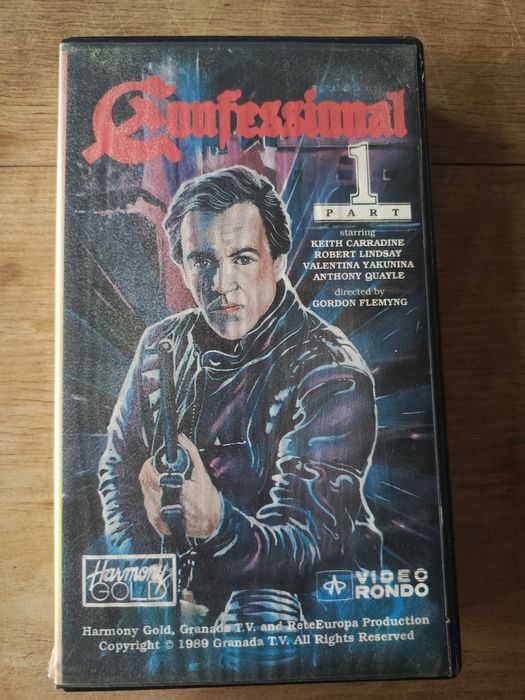 Confessional
1
PART
starring
KEITH CARRADINE
ROBERT LINDSAY
VALENTINA YAKUNINA
ANTHONY QUAYLE
directed by
GORDON FLEMYNG
Harmony
GOLD
VIDEO
RONDO
Harmony Gold, Granada T.V. and ReteEuropa Production
Copyright © 1989 Granada T.V. All Rights Reserved